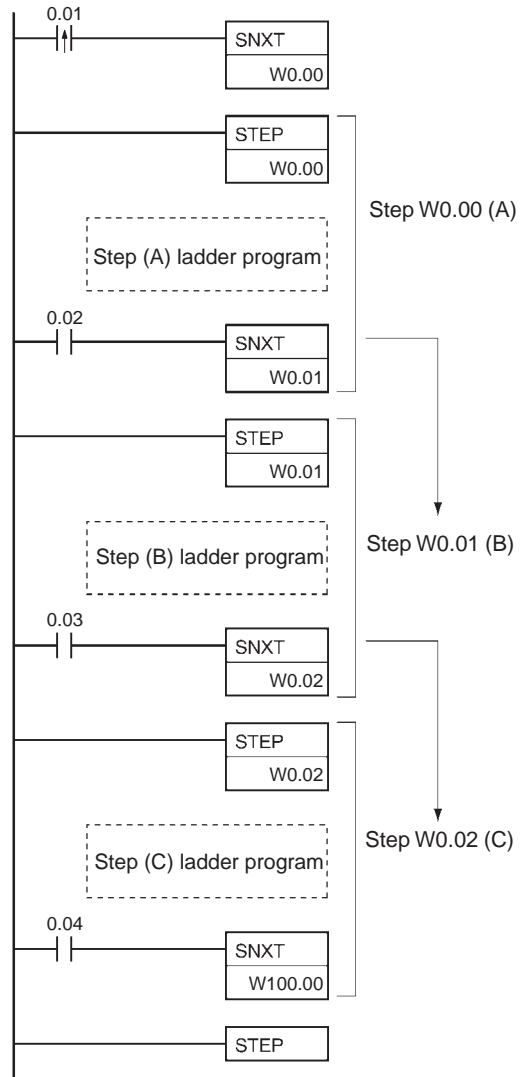 0.01
SNXT
W0.00
STEP
W0.00
Step W0.00 (A)
Step (A) ladder program
0.02
SNXT
W0.01
STEP
W0.01
Step W0.01 (B)
Step (B) ladder program
0.03
SNXT
W0.02
STEP
W0.02
Step W0.02 (C)
Step (C) ladder program
0.04
SNXT
W100.00
STEP